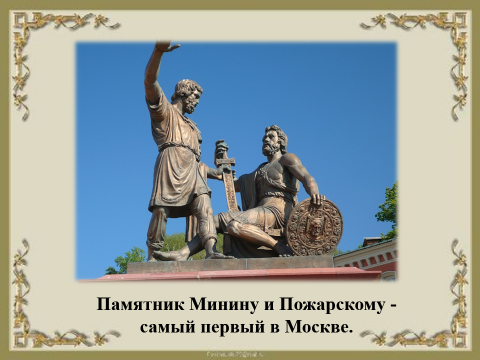 Памятник Минину и Пожарскому -
самый первый в Москве.